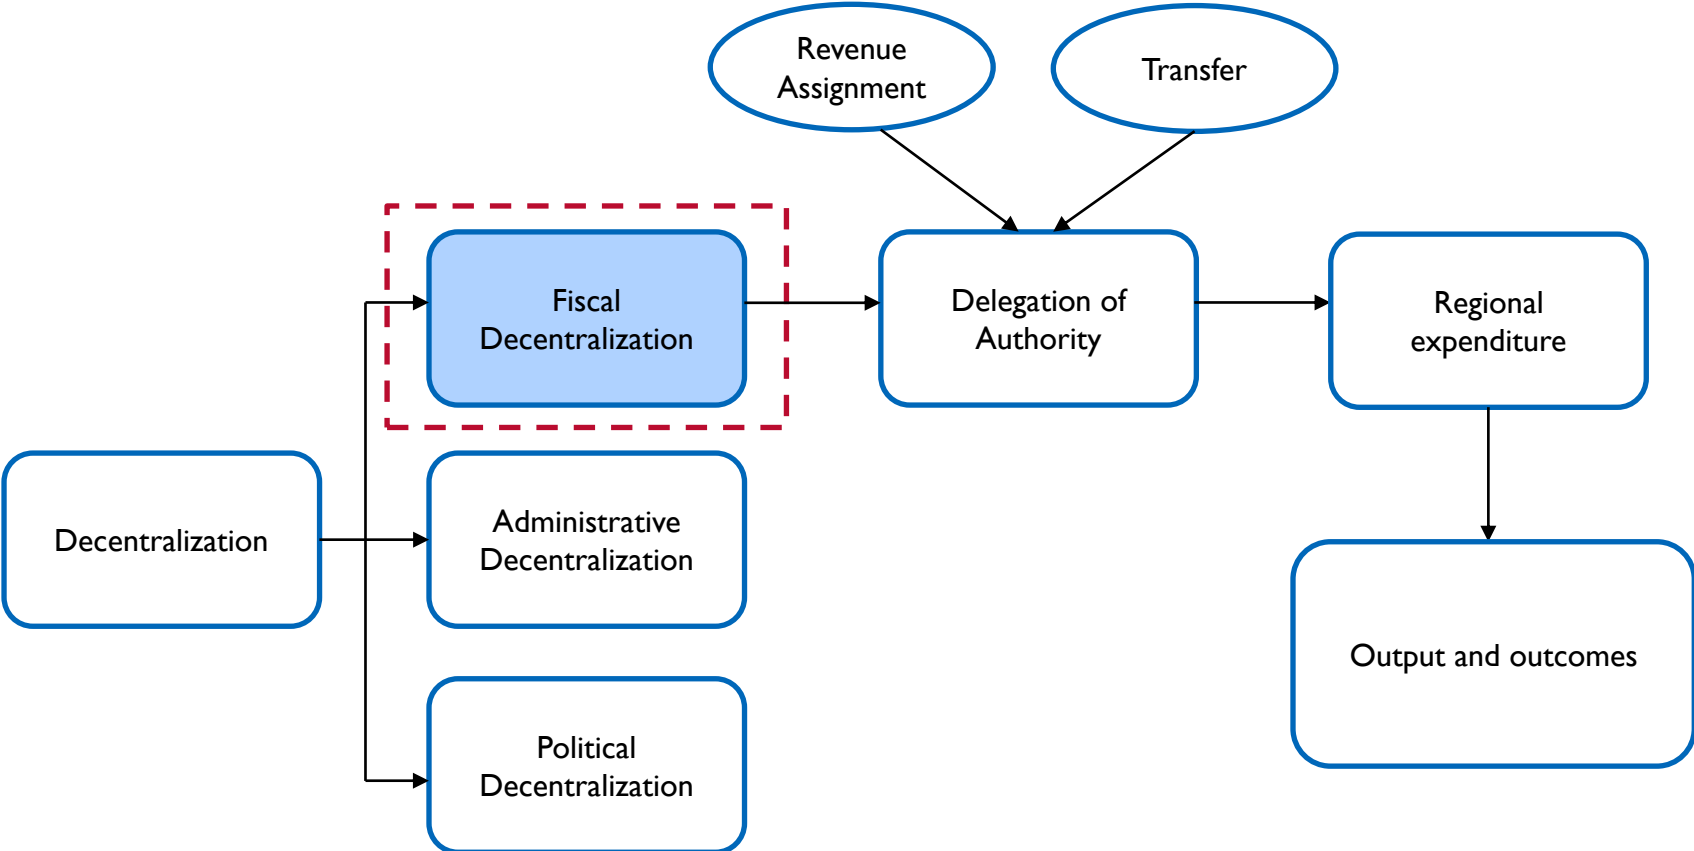 Revenue
Assignment
Transfer
Fiscal
Decentralization
Delegation of
Authority
Regional
expenditure
Decentralization
Administrative
Decentralization
Output and outcomes
Political
Decentralization